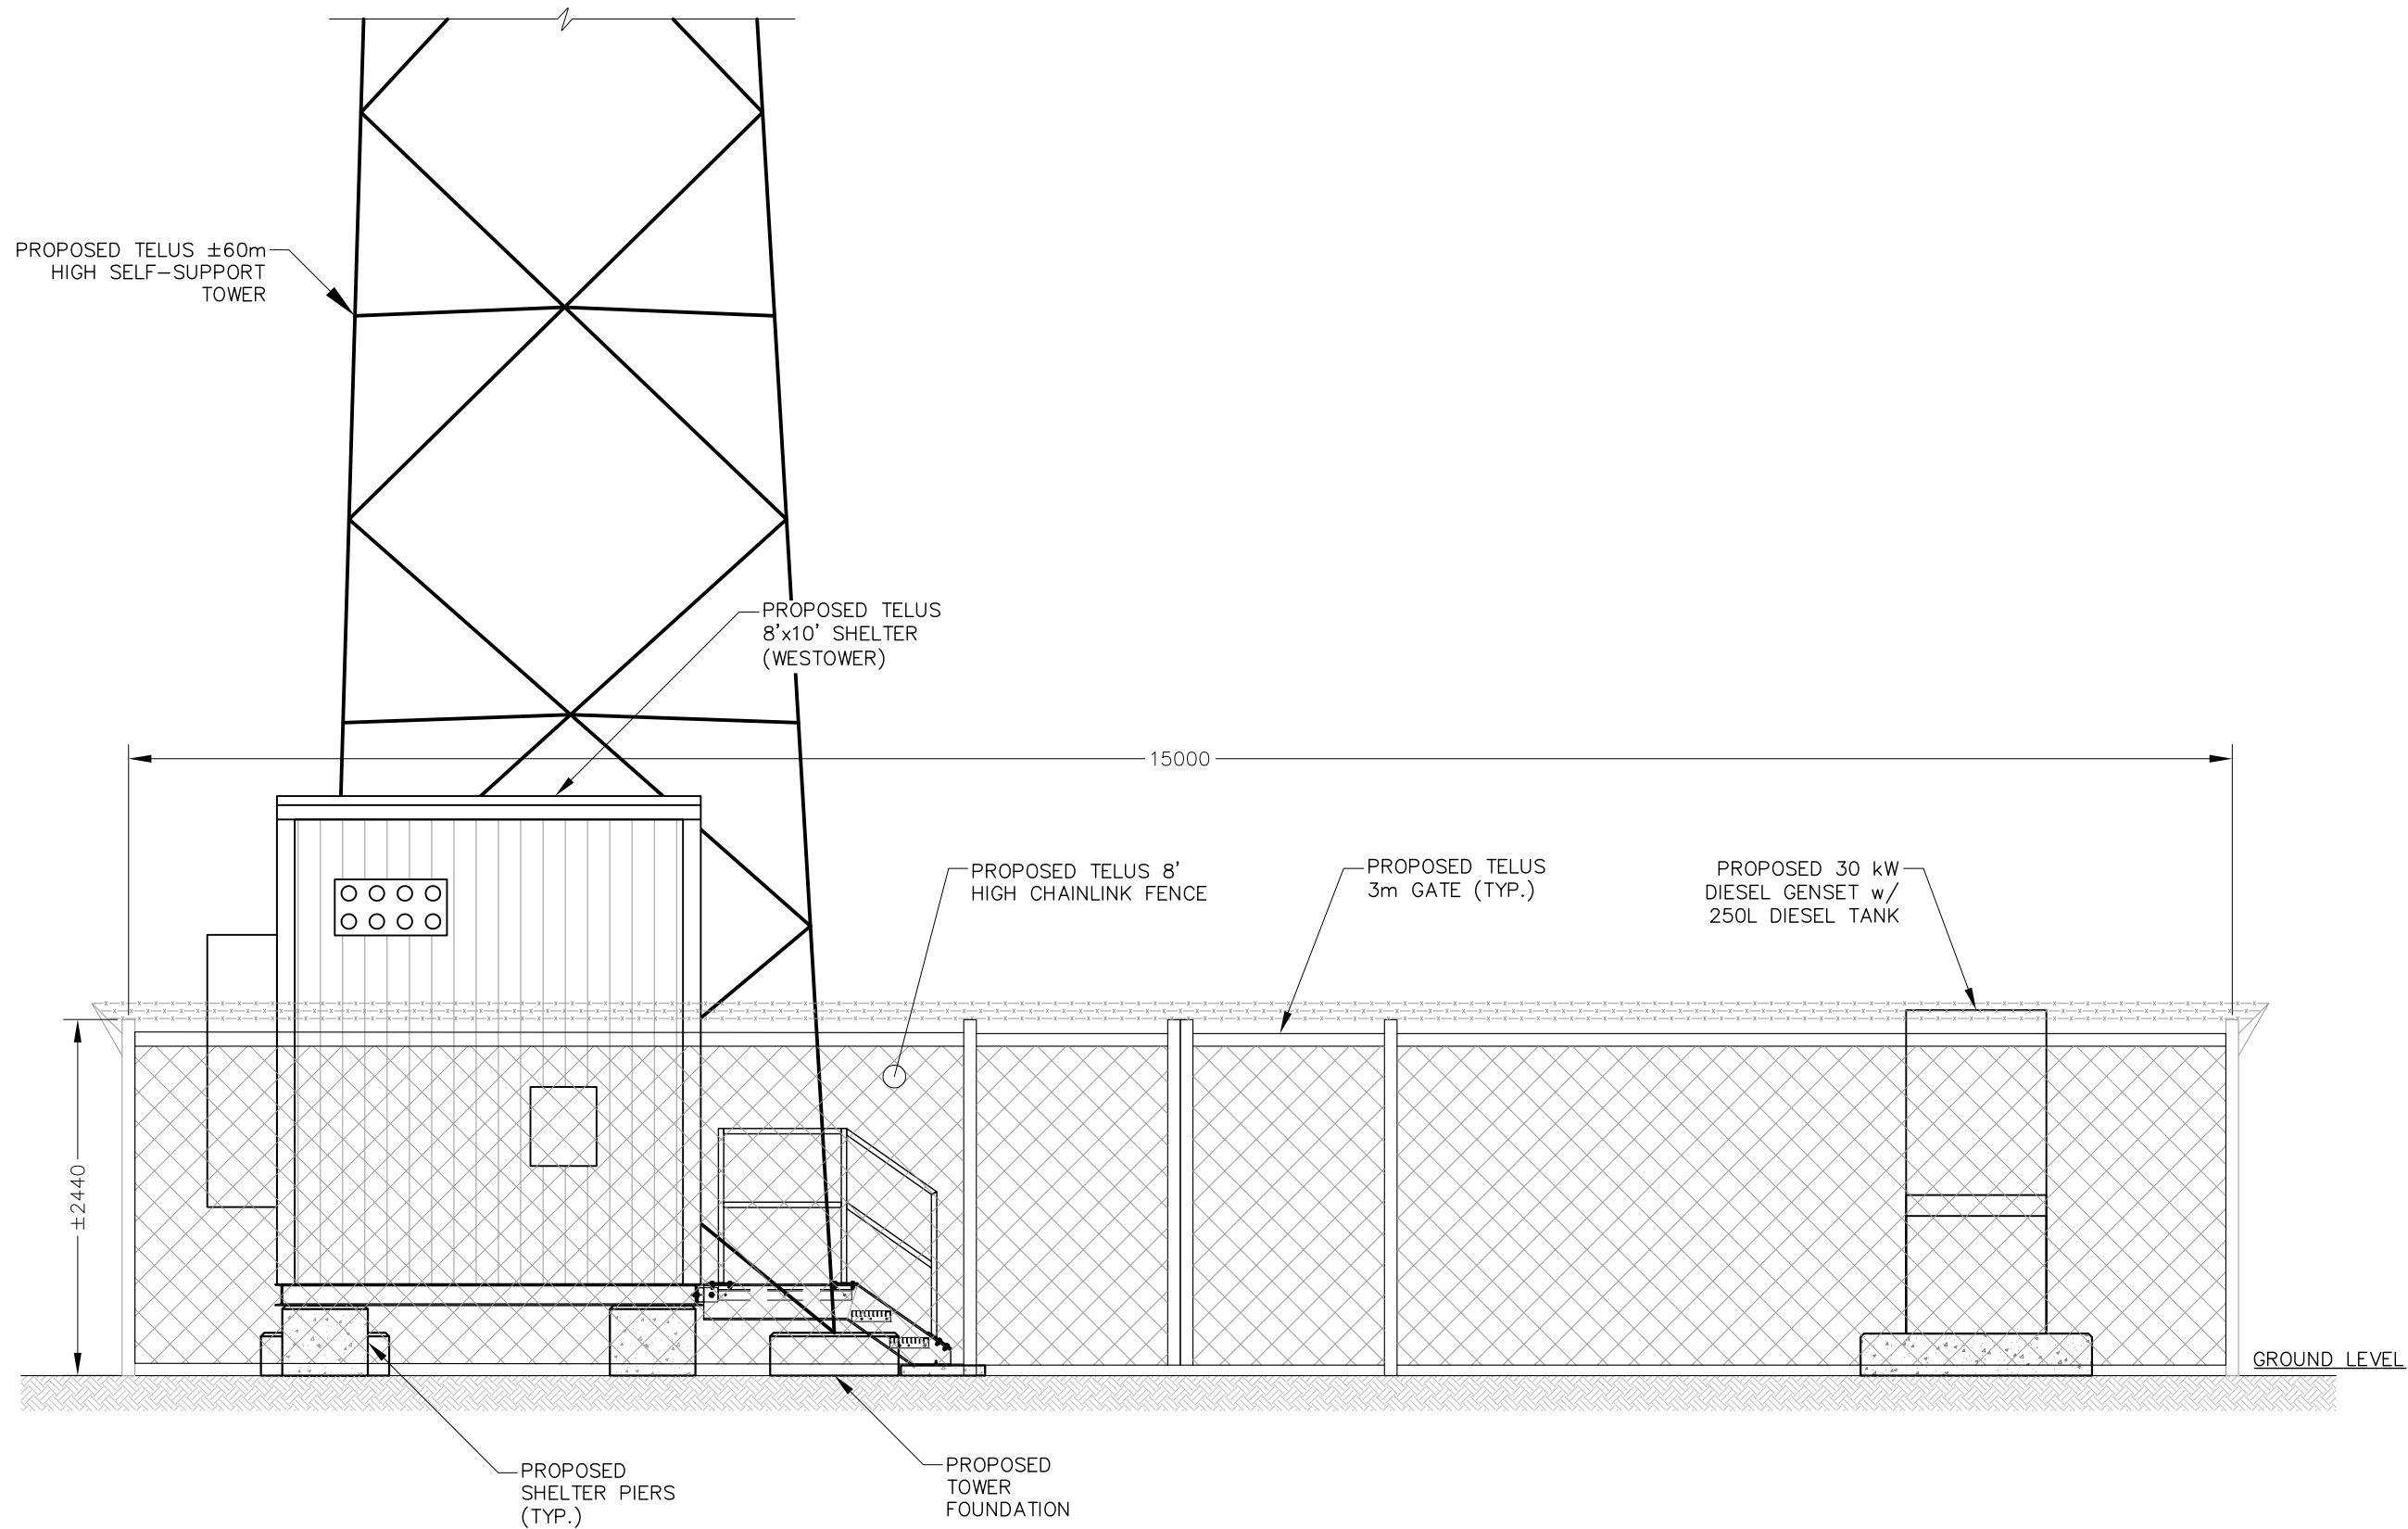 PROPOSED TELUS ±60m
HIGH SELF-SUPPORT
TOWER
PROPOSED TELUS
8'x10' SHELTER
(WESTOWER)
15000
PROPOSED TELUS 8'
HIGH CHAINLINK FENCE
PROPOSED TELUS
3m GATE (TYP.)
PROPOSED 30 kW
DIESEL GENSET w/
250L DIESEL TANK
±2440
GROUND LEVEL
PROPOSED
SHELTER PIERS
(TYP.)
PROPOSED
TOWER
FOUNDATION